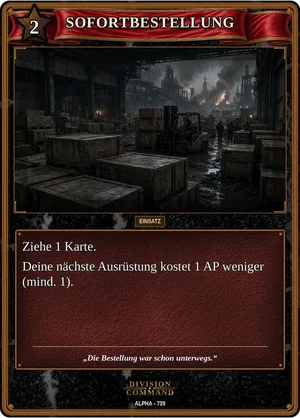 2
SOFORTBESTELLUNG
EINSATZ
Ziehe 1 Karte.
Deine nächste Ausrüstung kostet 1 AP weniger
(mind. 1).
„Die Bestellung war schon unterwegs.“
DIVISION
COMMAND
ALPHA - 739